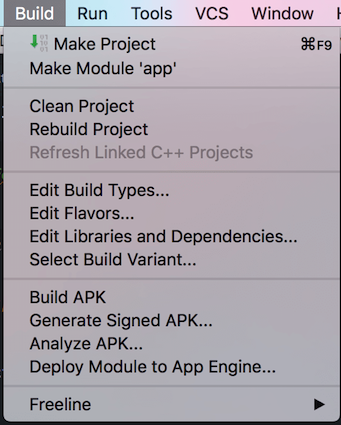 Build Run Tools VCS Window
Make Project ⌘F9
Make Module 'app'
Clean Project
Rebuild Project
Refresh Linked C++ Projects
Edit Build Types...
Edit Flavors...
Edit Libraries and Dependencies...
Select Build Variant...
Build APK
Generate Signed APK...
Analyze APK...
Deploy Module to App Engine...
Freeline